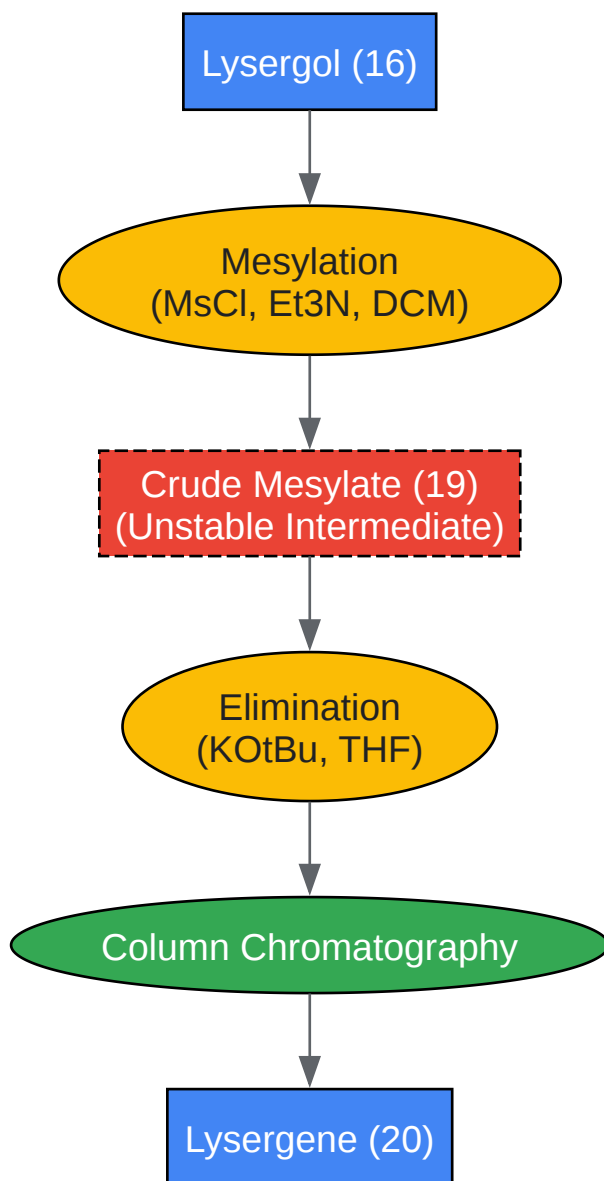 Lysergol (16)
Mesylation
(MsCl, Et3N, DCM)
Crude Mesylate (19)
(Unstable Intermediate)
Elimination
(KOtBu, THF)
Column Chromatography
Lysergene (20)